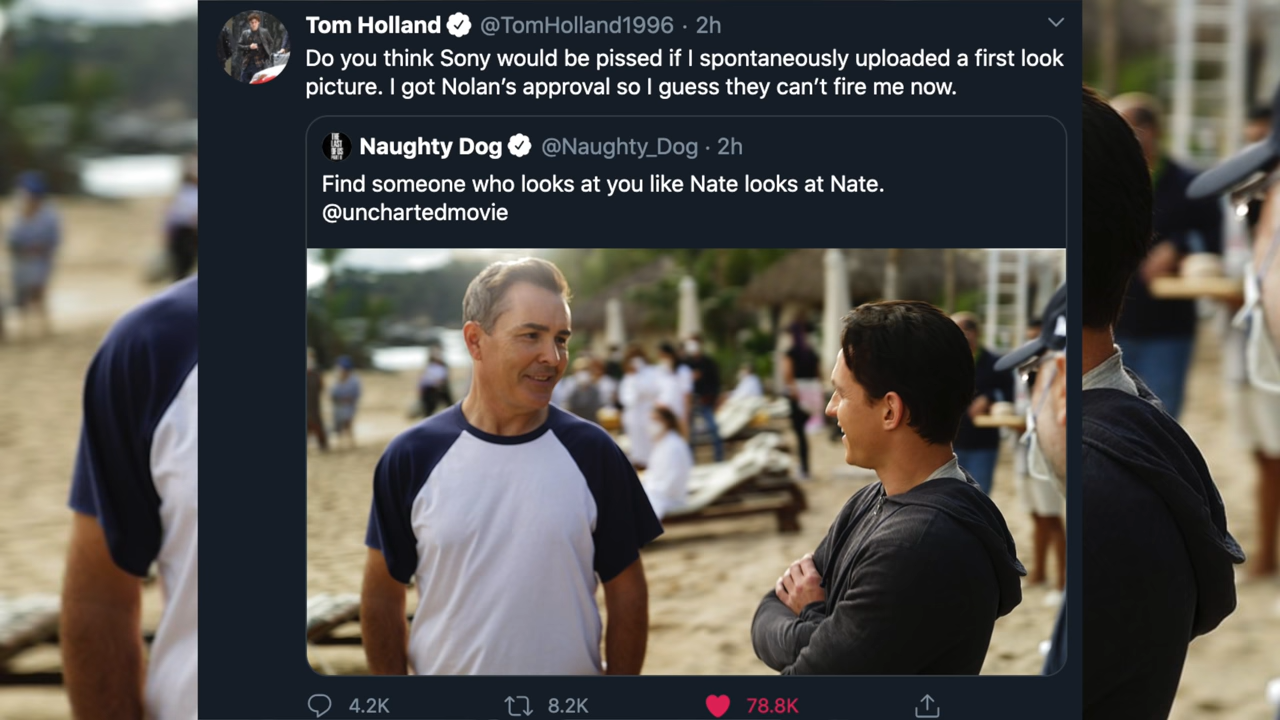 Tom Holland @TomHolland1996 · 2h
Do you think Sony would be pissed if I spontaneously uploaded a first look
picture. I got Nolan’s approval so I guess they can’t fire me now.
Naughty Dog @Naughty_Dog · 2h
Find someone who looks at you like Nate looks at Nate.
@unchartedmovie
4.2K 8.2K 78.8K